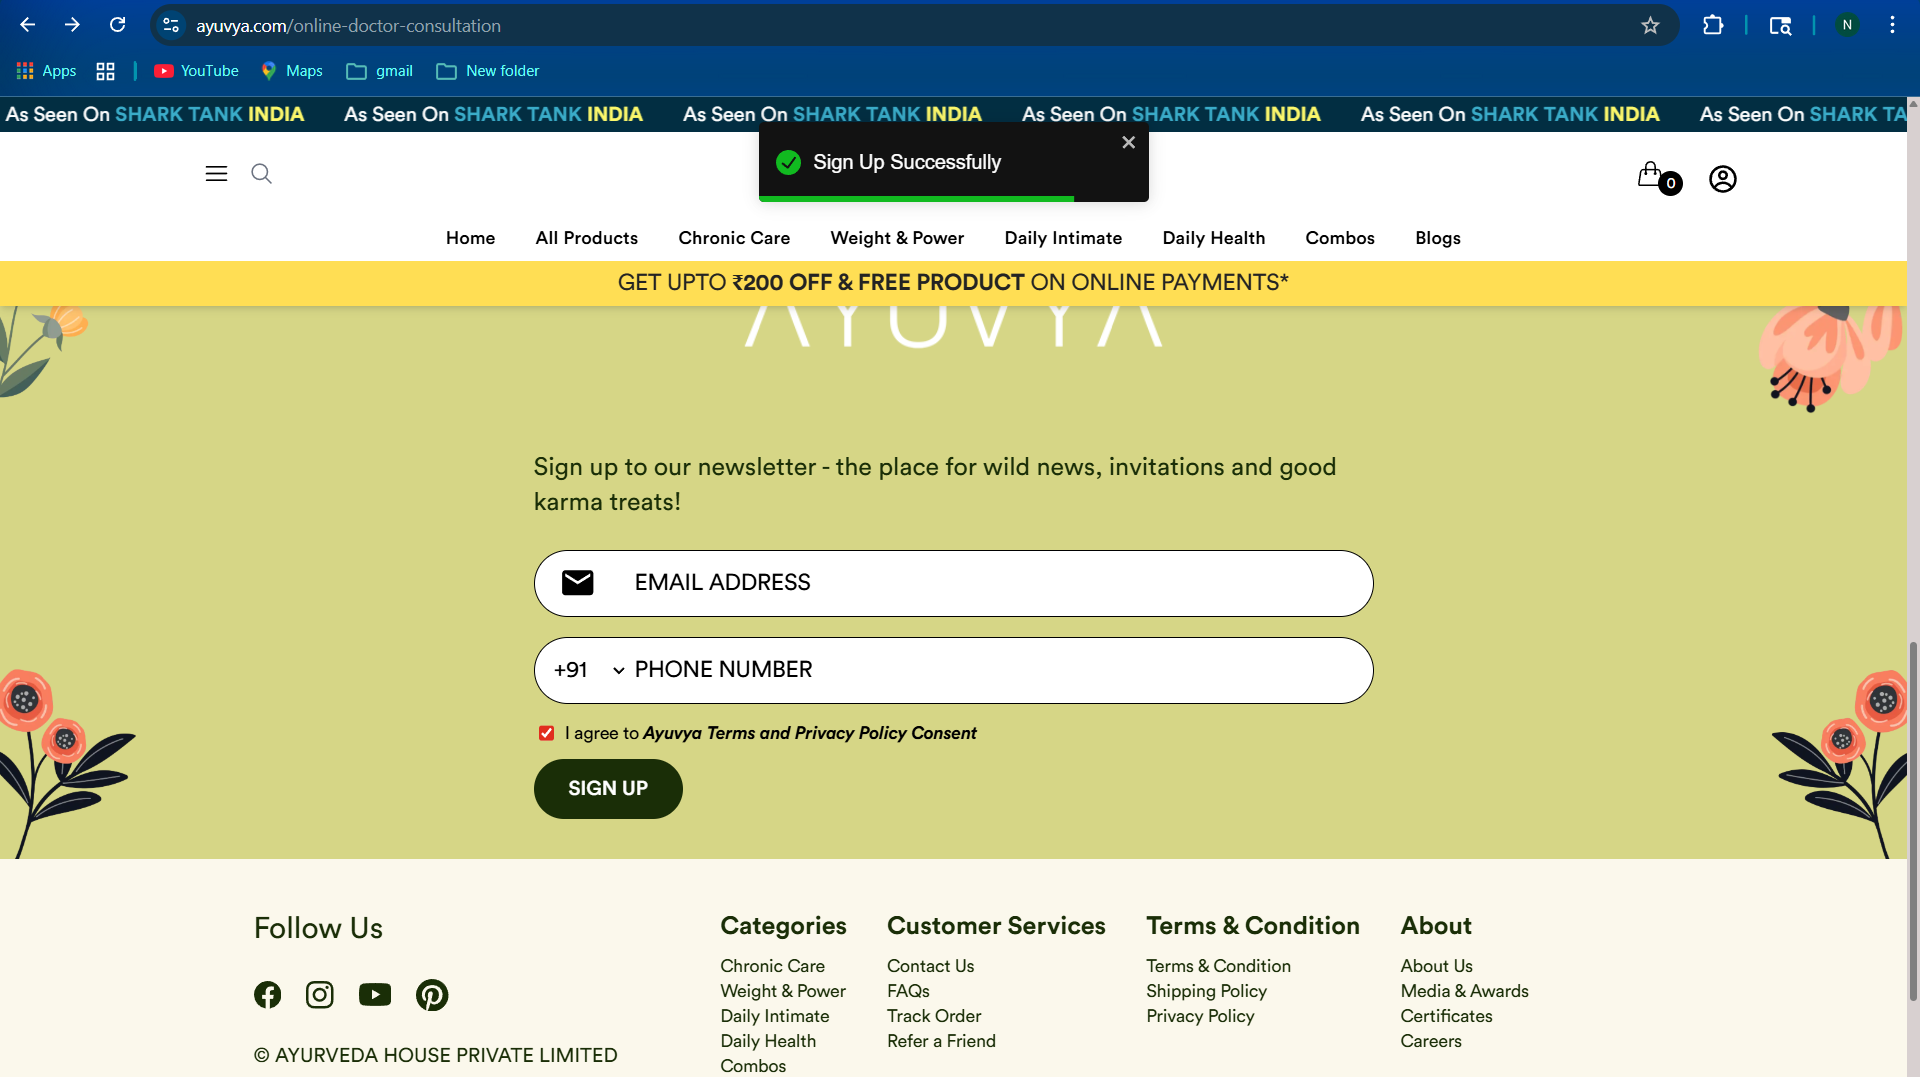 ayuvya.com/online-doctor-consultation
N
Apps YouTube Maps gmail New folder
As Seen On SHARK TANK INDIA As Seen On SHARK TANK INDIA As Seen On SHARK TANK INDIA As Seen On SHARK TANK INDIA As Seen On SHARK TANK INDIA As Seen On SHARK TA
Sign Up Successfully
0
Home All Products Chronic Care Weight & Power Daily Intimate Daily Health Combos Blogs
GET UPTO ₹200 OFF & FREE PRODUCT ON ONLINE PAYMENTS*
AYUVYA
Sign up to our newsletter - the place for wild news, invitations and good
karma treats!
EMAIL ADDRESS
+91 PHONE NUMBER
I agree to Ayuvya Terms and Privacy Policy Consent
SIGN UP
Follow Us
© AYURVEDA HOUSE PRIVATE LIMITED
Categories
Chronic Care
Weight & Power
Daily Intimate
Daily Health
Combos
Customer Services
Contact Us
FAQs
Track Order
Refer a Friend
Terms & Condition
Terms & Condition
Shipping Policy
Privacy Policy
About
About Us
Media & Awards
Certificates
Careers